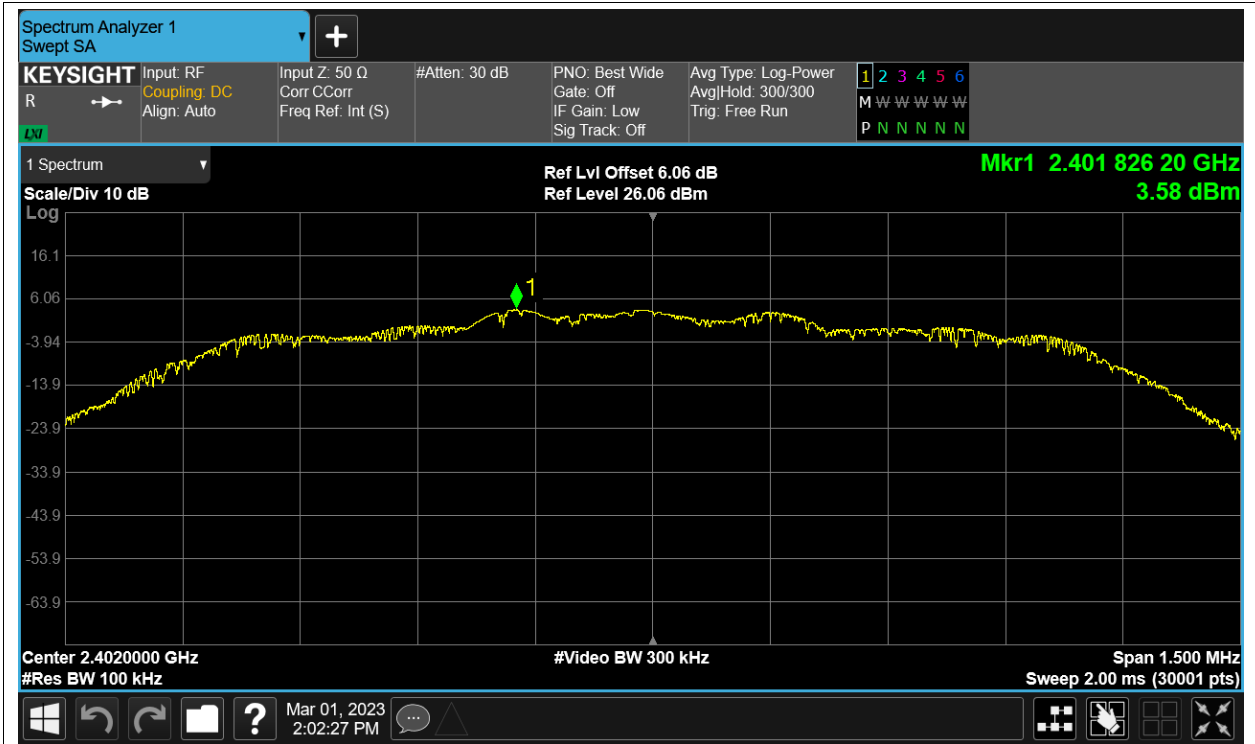 Spectrum Analyzer 1
Swept SA
KEYSIGHT
R
LXI
Input: RF
Coupling: DC
Align: Auto
Input Z: 50 Ω
Corr CCorr
Freq Ref: Int (S)
#Atten: 30 dB
PNO: Best Wide
Gate: Off
IF Gain: Low
Sig Track: Off
Avg Type: Log-Power
Avg|Hold: 300/300
Trig: Free Run
1 2 3 4 5 6
M W W W W W
P N N N N N
1 Spectrum
Scale/Div 10 dB
Log
Ref Lvl Offset 6.06 dB
Ref Level 26.06 dBm
Mkr1 2.401 826 20 GHz
3.58 dBm
16.1
6.06
-3.94
-13.9
-23.9
-33.9
-43.9
-53.9
-63.9
1
Center 2.4020000 GHz
#Res BW 100 kHz
#Video BW 300 kHz
Span 1.500 MHz
Sweep 2.00 ms (30001 pts)
?
Mar 01, 2023
2:02:27 PM